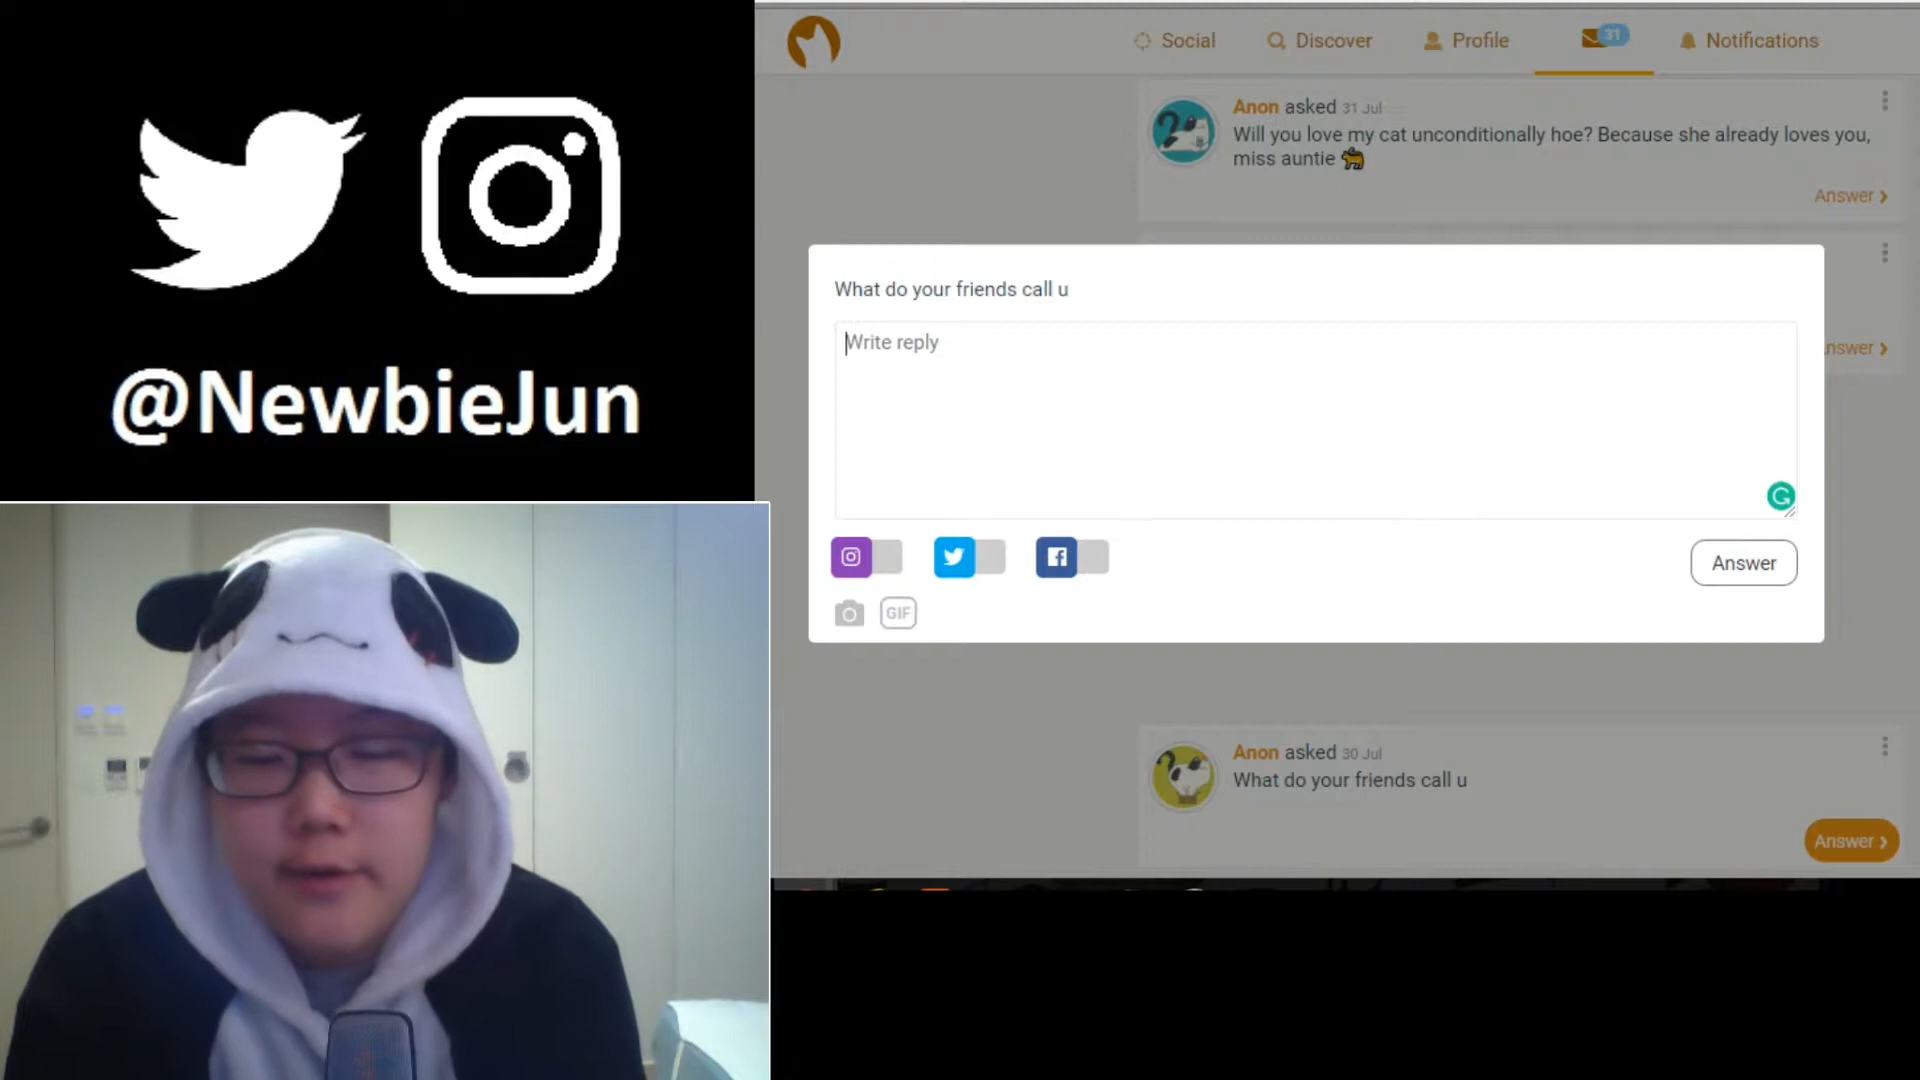 @NewbieJun
Social
Discover
Profile
31
Notifications
Anon asked 31 Jul
Will you love my cat unconditionally hoe? Because she already loves you,
miss auntie
Answer
What do your friends call u
Write reply
nswer
Answer
GIF
Anon asked 30 Jul
What do your friends call u
Answer